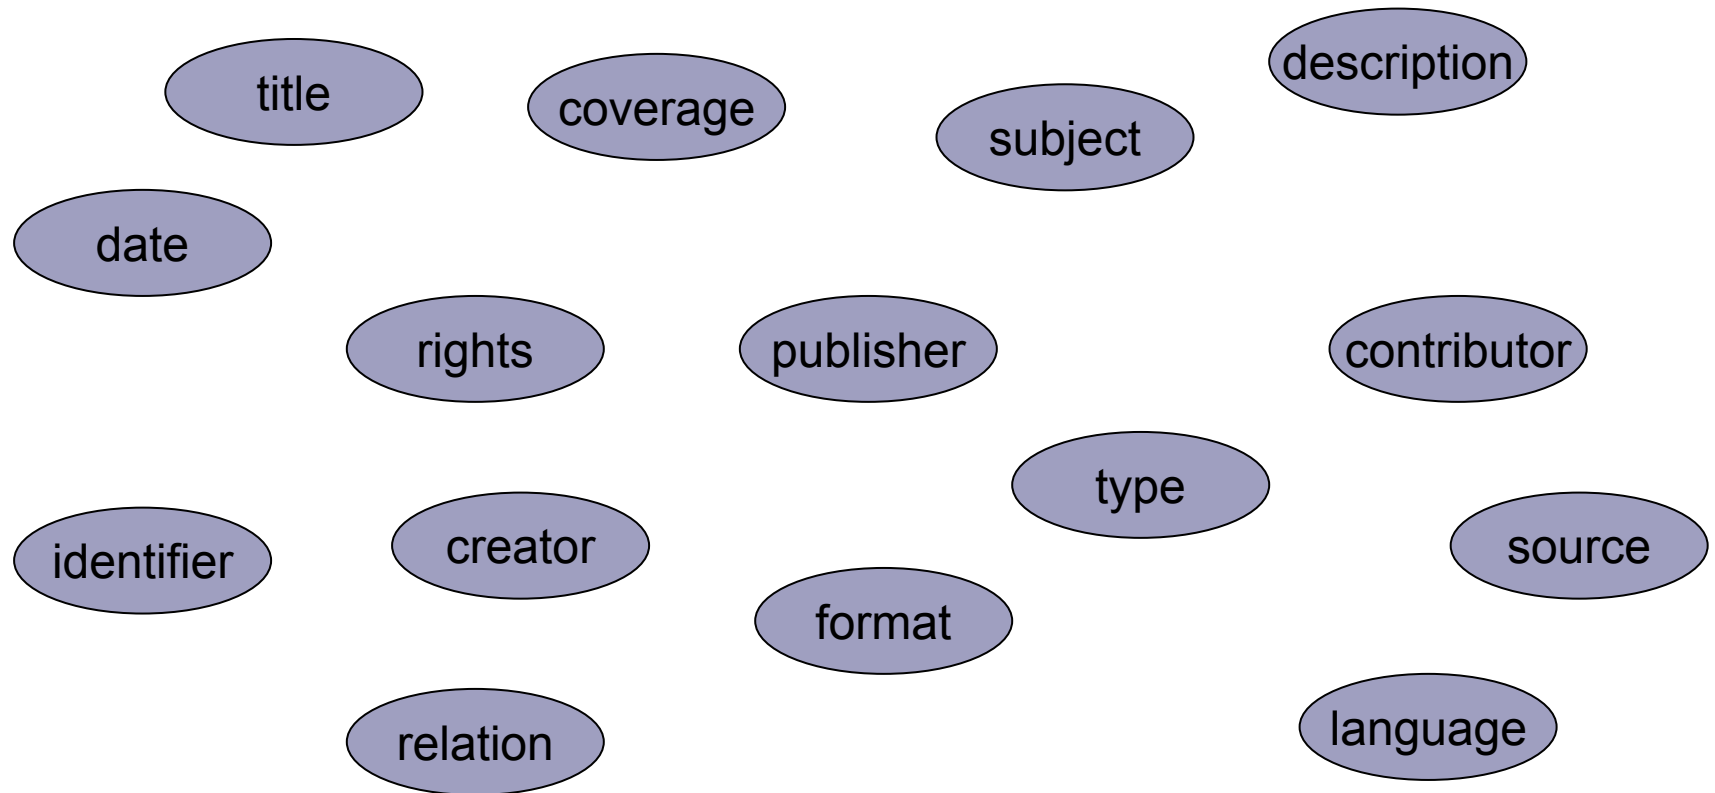 title
coverage
subject
description
date
rights
publisher
contributor
type
identifier
creator
source
format
relation
language